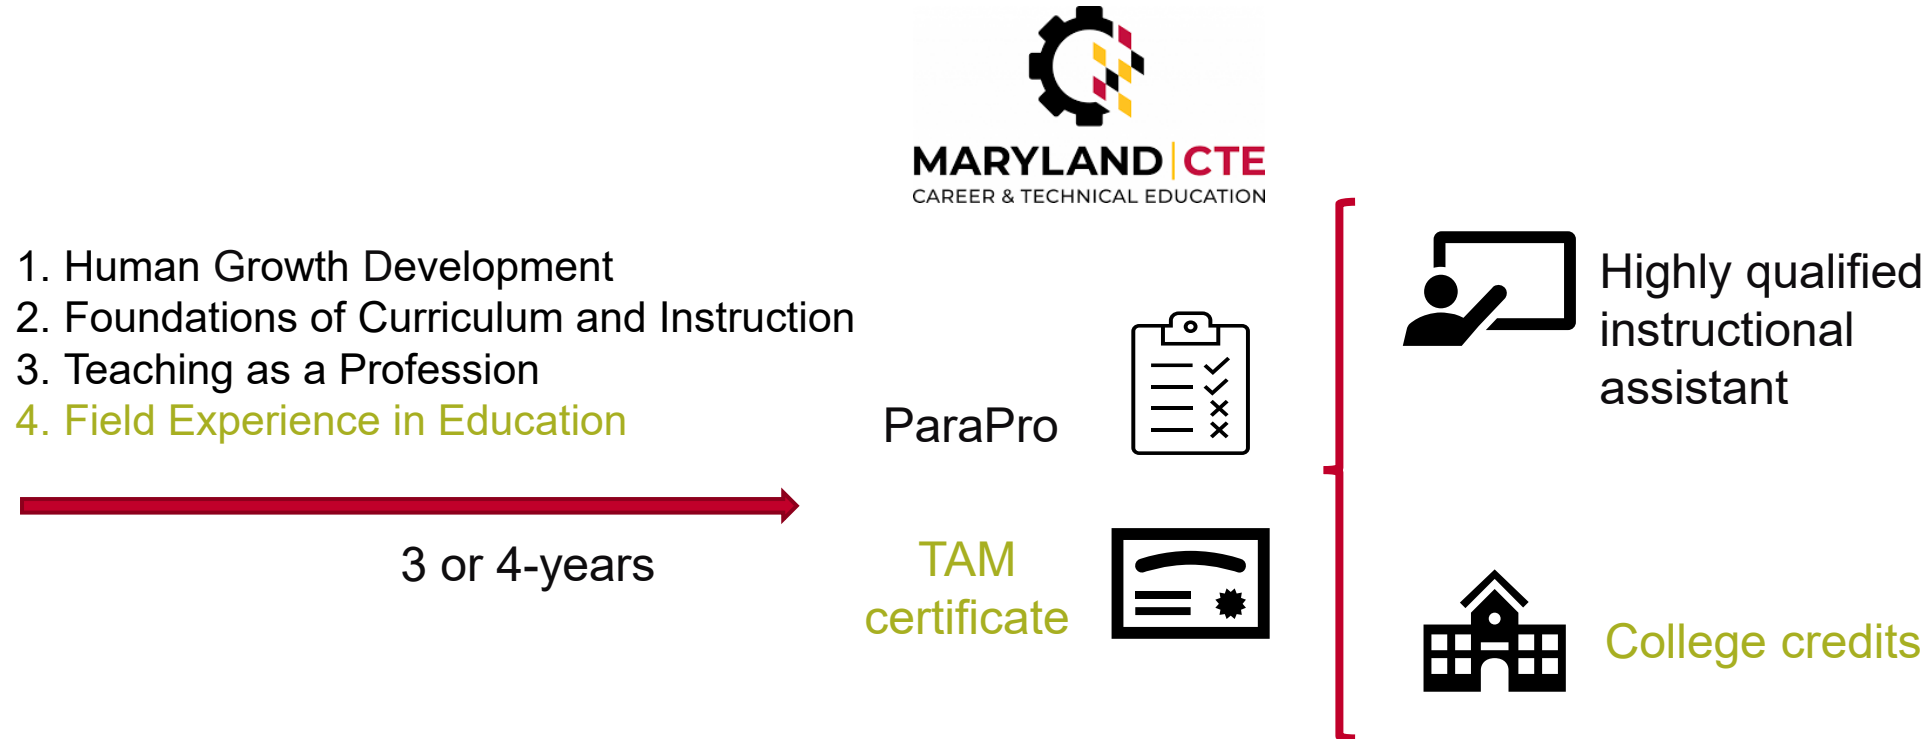 MARYLAND|CTE
CAREER & TECHNICAL EDUCATION
1. Human Growth Development
2. Foundations of Curriculum and Instruction
3. Teaching as a Profession
4. Field Experience in Education
3 or 4-years
ParaPro
TAM
certificate
Highly qualified
instructional
assistant
College credits